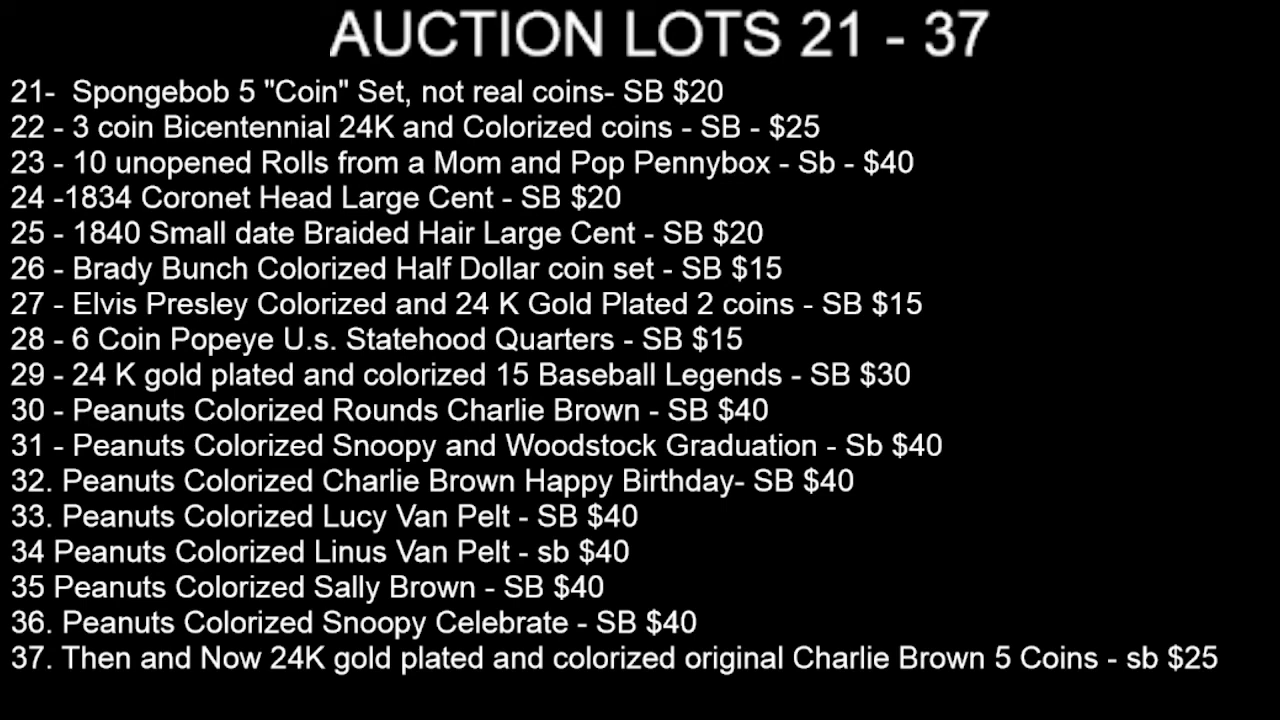 AUCTION LOTS 21 - 37
21-  Spongebob 5 "Coin" Set, not real coins- SB $20
22 - 3 coin Bicentennial 24K and Colorized coins - SB - $25
23 - 10 unopened Rolls from a Mom and Pop Pennybox - Sb - $40
24 -1834 Coronet Head Large Cent - SB $20
25 - 1840 Small date Braided Hair Large Cent - SB $20
26 - Brady Bunch Colorized Half Dollar coin set - SB $15
27 - Elvis Presley Colorized and 24 K Gold Plated 2 coins - SB $15
28 - 6 Coin Popeye U.s. Statehood Quarters - SB $15
29 - 24 K gold plated and colorized 15 Baseball Legends - SB $30
30 - Peanuts Colorized Rounds Charlie Brown - SB $40
31 - Peanuts Colorized Snoopy and Woodstock Graduation - Sb $40
32. Peanuts Colorized Charlie Brown Happy Birthday- SB $40
33. Peanuts Colorized Lucy Van Pelt - SB $40
34 Peanuts Colorized Linus Van Pelt - sb $40
35 Peanuts Colorized Sally Brown - SB $40
36. Peanuts Colorized Snoopy Celebrate - SB $40
37. Then and Now 24K gold plated and colorized original Charlie Brown 5 Coins - sb $25